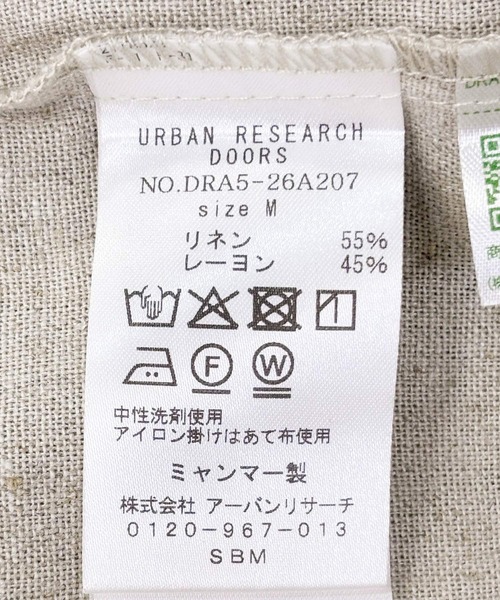 URBAN RESEARCH
DOORS
NO.DRA5-26A207
size M
リネン 55%
レーヨン 45%
F
W
中性洗剤使用
アイロン掛けはあて布使用
ミャンマー製
株式会社 アーバンリサーチ
0120-967-013
SBM